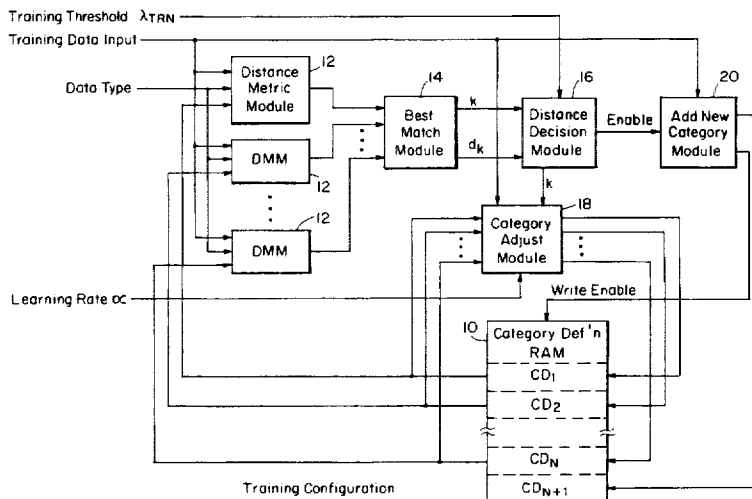 Training Threshold λTRN
Training Data Input
Data Type
12
Distance
Metric
Module
DMM
12
12
DMM
14
Best
Match
Module
k
dk
16
Distance
Decision
Module
Enable
20
Add New
Category
Module
k
18
Category
Adjust
Module
Learning Rate ∝
Write Enable
10
Category Def'n
RAM
CD1
CD2
CDN
CDN+1
Training Configuration